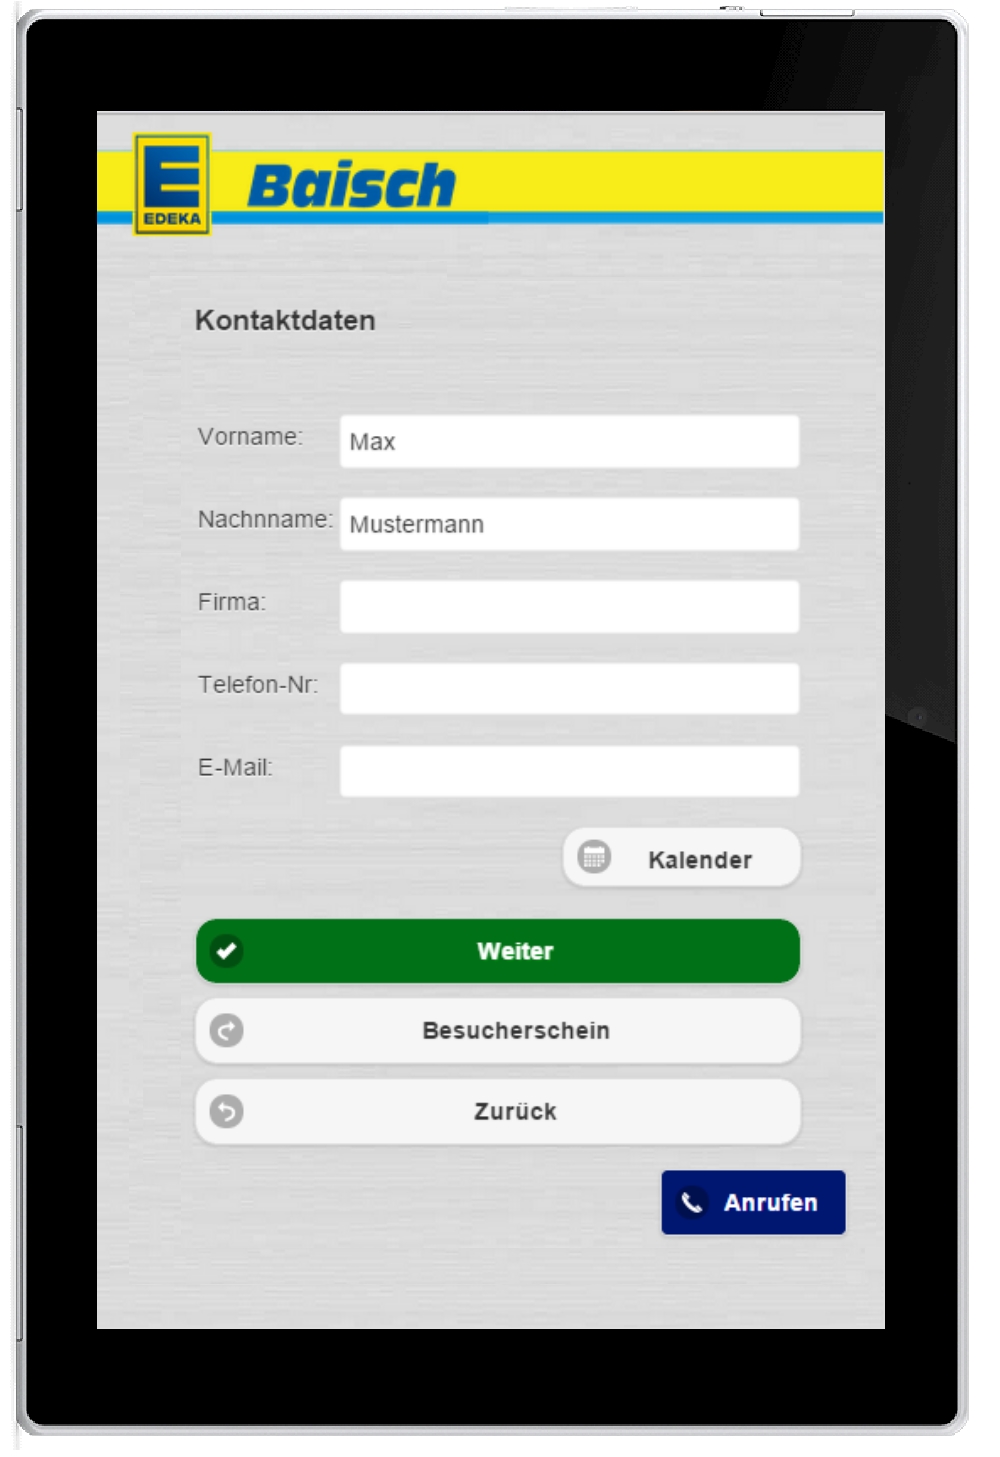 EDEKA
Baisch
Kontaktdaten
Vorname: Max
Nachnname: Mustermann
Firma:
Telefon-Nr:
E-Mail:
Kalender
Weiter
Besucherschein
Zurück
Anrufen